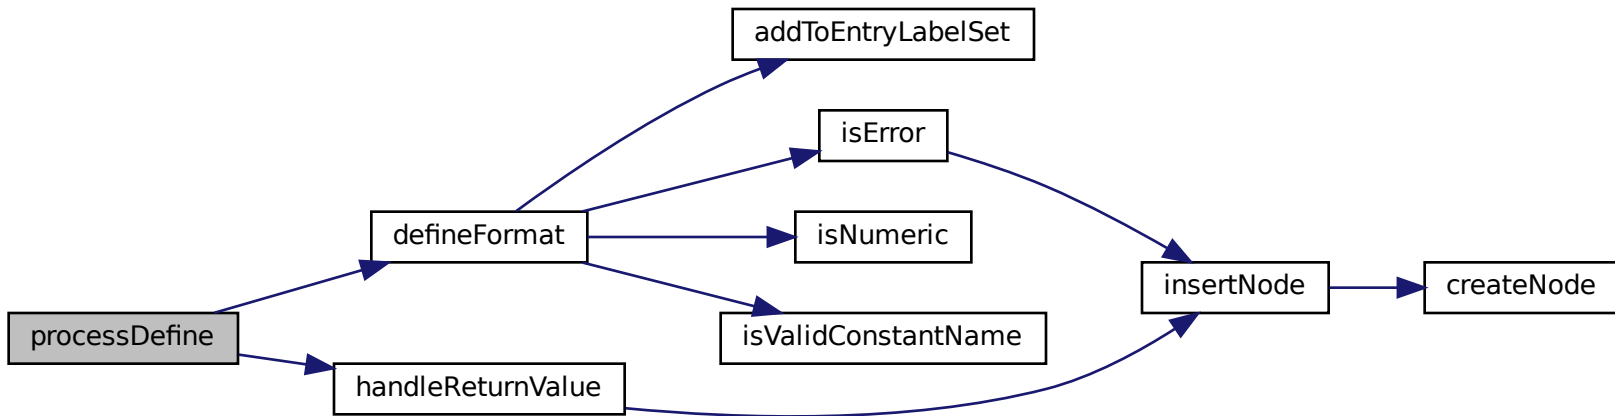 addToEntryLabelSet
isError
defineFormat
isNumeric
insertNode
createNode
processDefine
isValidConstantName
handleReturnValue